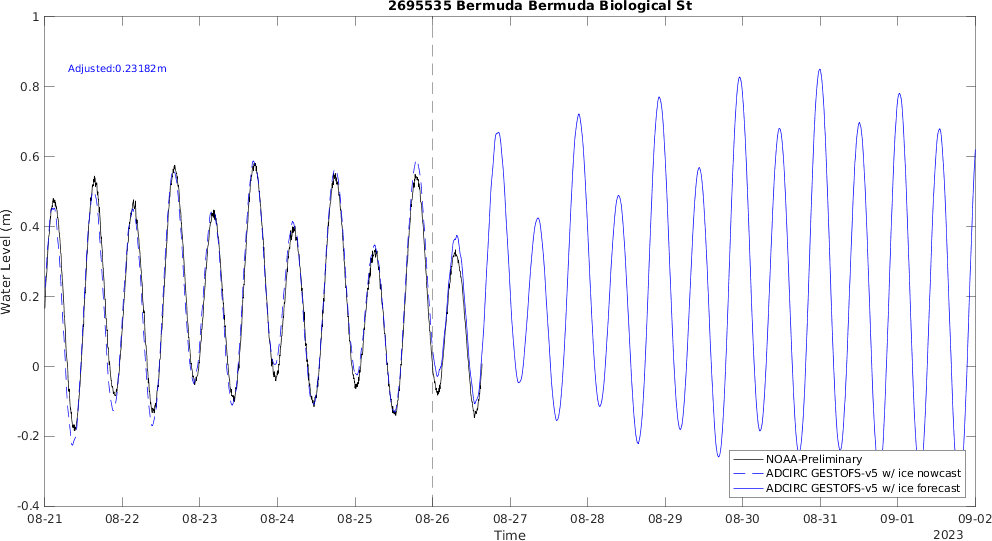 2695535 Bermuda Bermuda Biological St
Adjusted:0.23182m
Water Level (m)
1
0.8
0.6
0.4
0.2
0
-0.2
-0.4
NOAA-Preliminary
ADCIRC GESTOFS-v5 w/ ice nowcast
ADCIRC GESTOFS-v5 w/ ice forecast
08-21 08-22 08-23 08-24 08-25 08-26 08-27 08-28 08-29 08-30 08-31 09-01 09-02
Time
2023